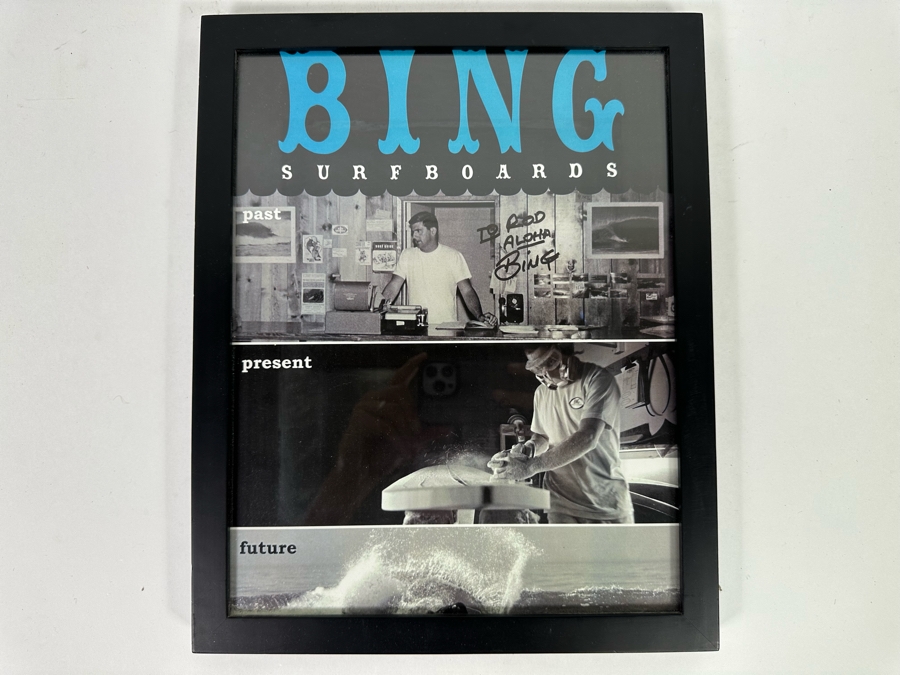 BING
SURFBOARDS
past
TO ROD
ALOHA
BING
present
future